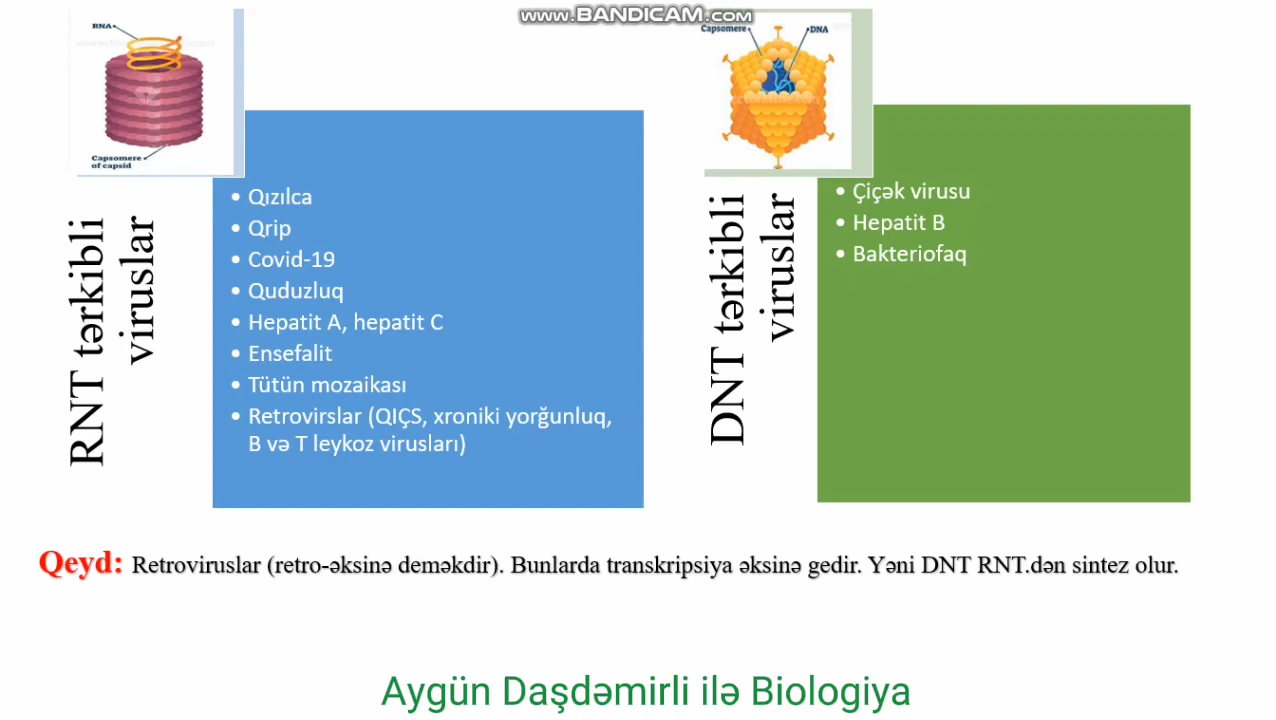 www.BANDICAM.com
RNA
Capsomere
of capsid
RNT tərkibli
viruslar
• Qızılca
• Qrip
• Covid-19
• Quduzluq
• Hepatit A, hepatit C
• Ensefalit
• Tütün mozaikası
• Retrovirslar (QIÇS, xroniki yorğunluq,
B və T leykoz virusları)
Capsomere
DNA
DNT tərkibli
viruslar
• Çiçək virusu
• Hepatit B
• Bakteriofaq
Qeyd: Retroviruslar (retro-əksinə deməkdir). Bunlarda transkripsiya əksinə gedir. Yəni DNT RNT.dən sintez olur.
Aygün Daşdəmirli ilə Biologiya